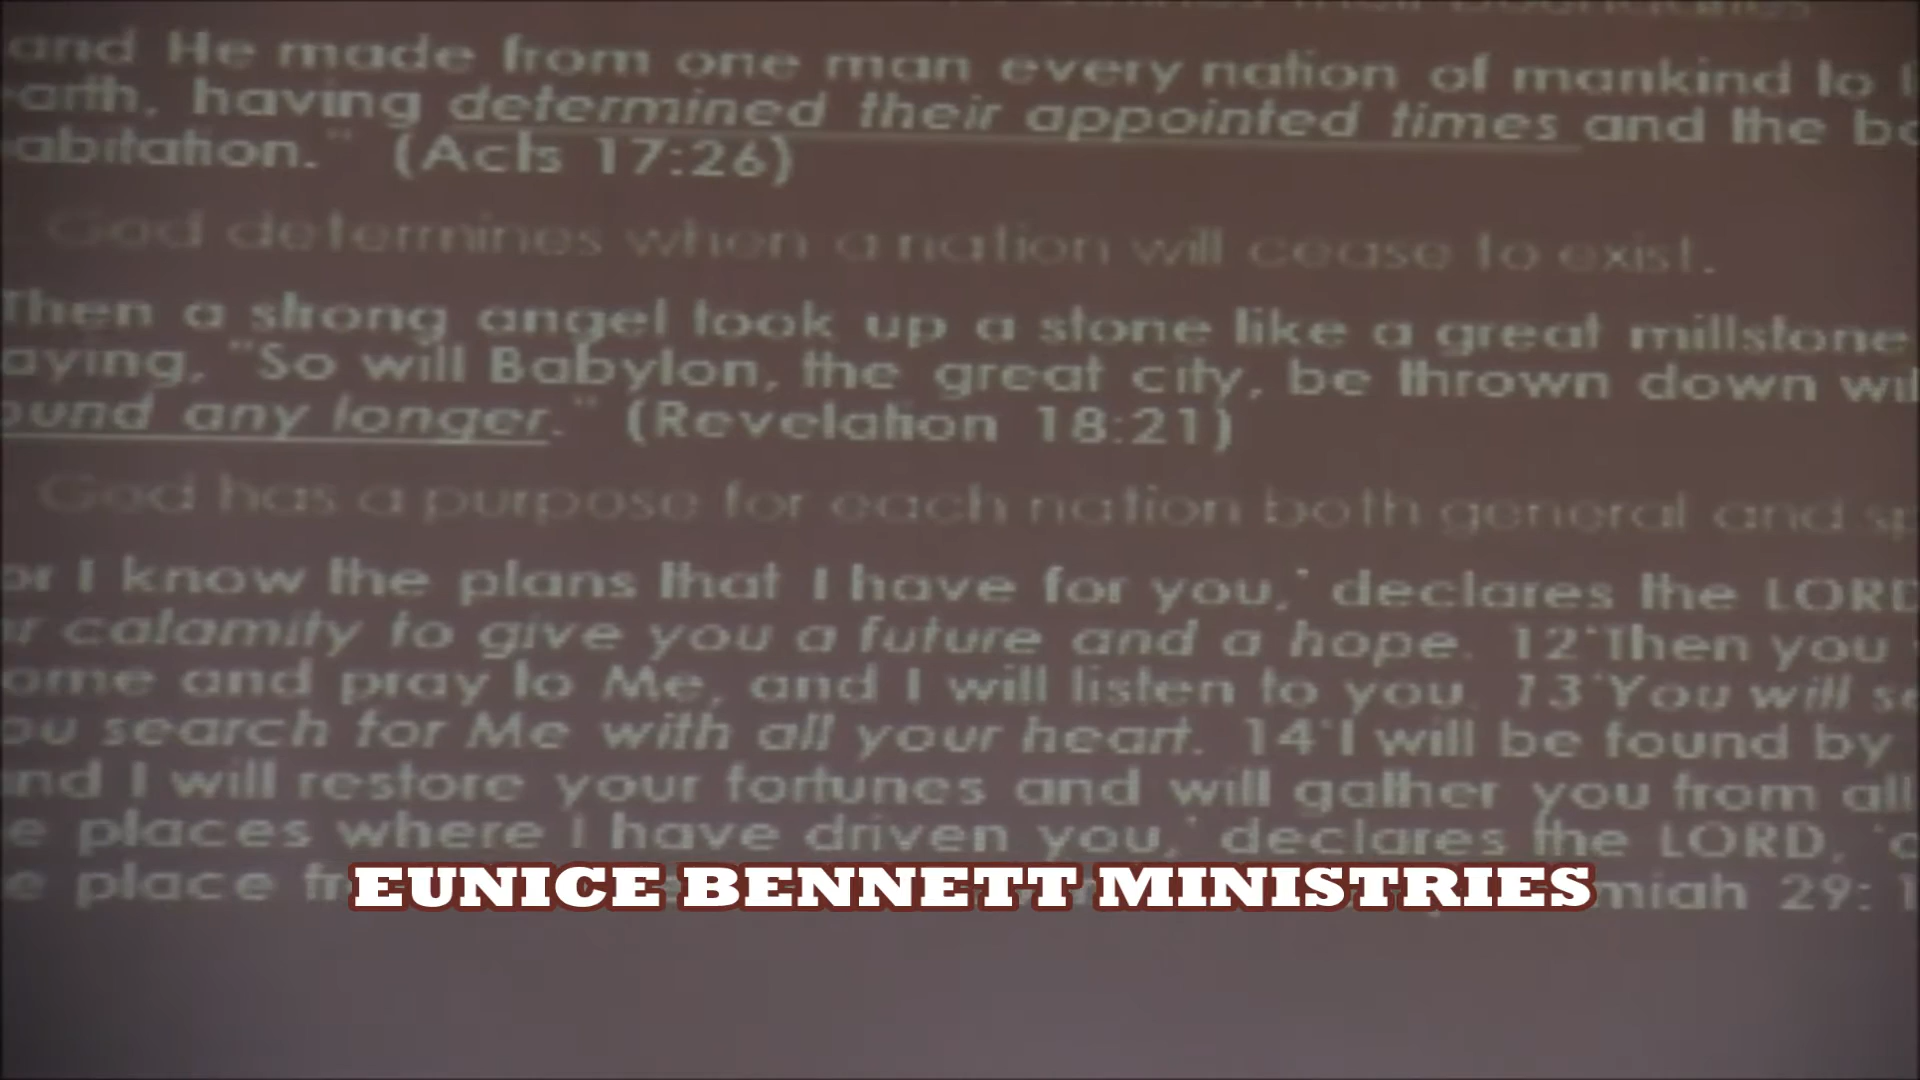 and He made from one man every nation of mankind to
arth, having determined their appointed times and the
abitation." (Acts 17:26)
God determines when a nation will cease to exist.
Then a strong angel took up a stone like a great millstone
aying, "So will Babylon, the great city, be thrown down
ound any longer." (Revelation 18:21)
God has a purpose for each nation both general and
or I know the plans that I have for you,' declares the LORD
r calamity to give you a future and a hope. 12'Then you
ome and pray to Me, and I will listen to you. 13'You will
ou search for Me with all your heart. 14'I will be found by
nd I will restore your fortunes and will gather you from all
e places where I have driven you,' declares the LORD,
e place
miah 29:
EUNICE BENNETT MINISTRIES